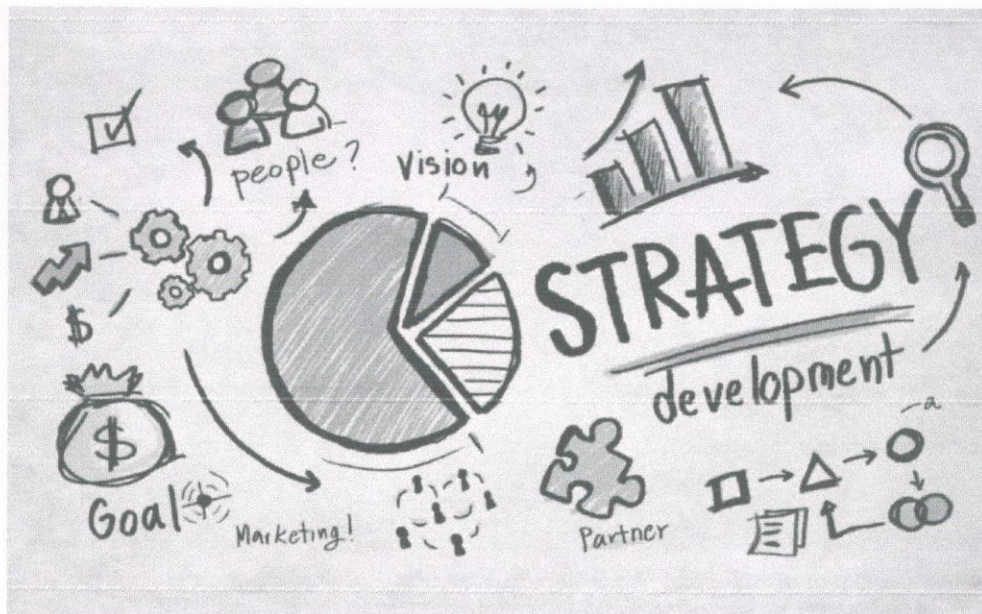 people?
Vision
STRATEGY
development
$
$
Goal
Marketing!
Partner
a